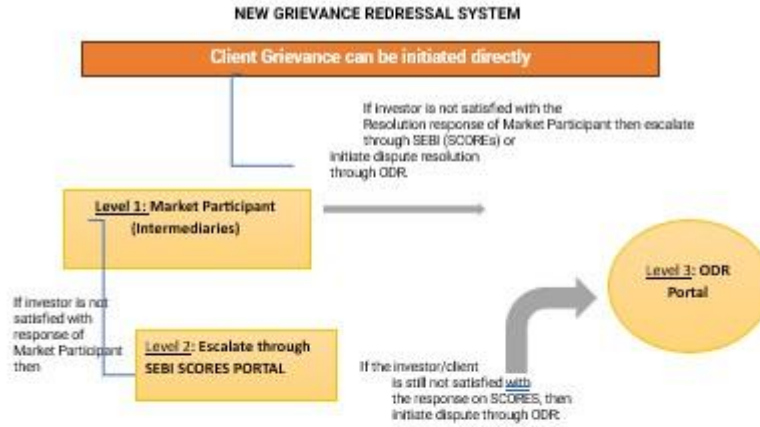 NEW GRIEVANCE REDRESSAL SYSTEM
Client Grievance can be initiated directly
If investor is not satisfied with the
Resolution response of Market Participant then escalate
through SEBI (SCOREs) or
initiate dispute resolution
through ODR.
Level 1: Market Participant
(Intermediaries)
Level 3: ODR
Portal
If investor is not
satisfied with
response of
Market Participant
then
Level 2: Escalate through
SEBI SCORES PORTAL
If the investor/client
is still not satisfied with
the response on SCORES, then
initiate dispute through ODR: